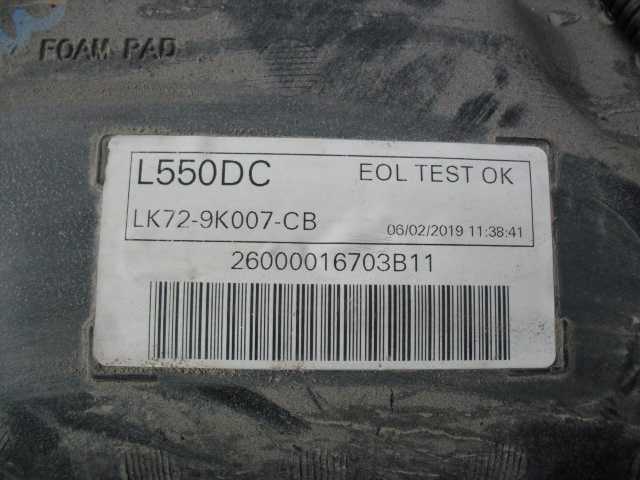 FOAM PAD
L550DC
EOL TEST OK
LK72-9K007-CB
06/02/2019 11:38:41
26000016703B11